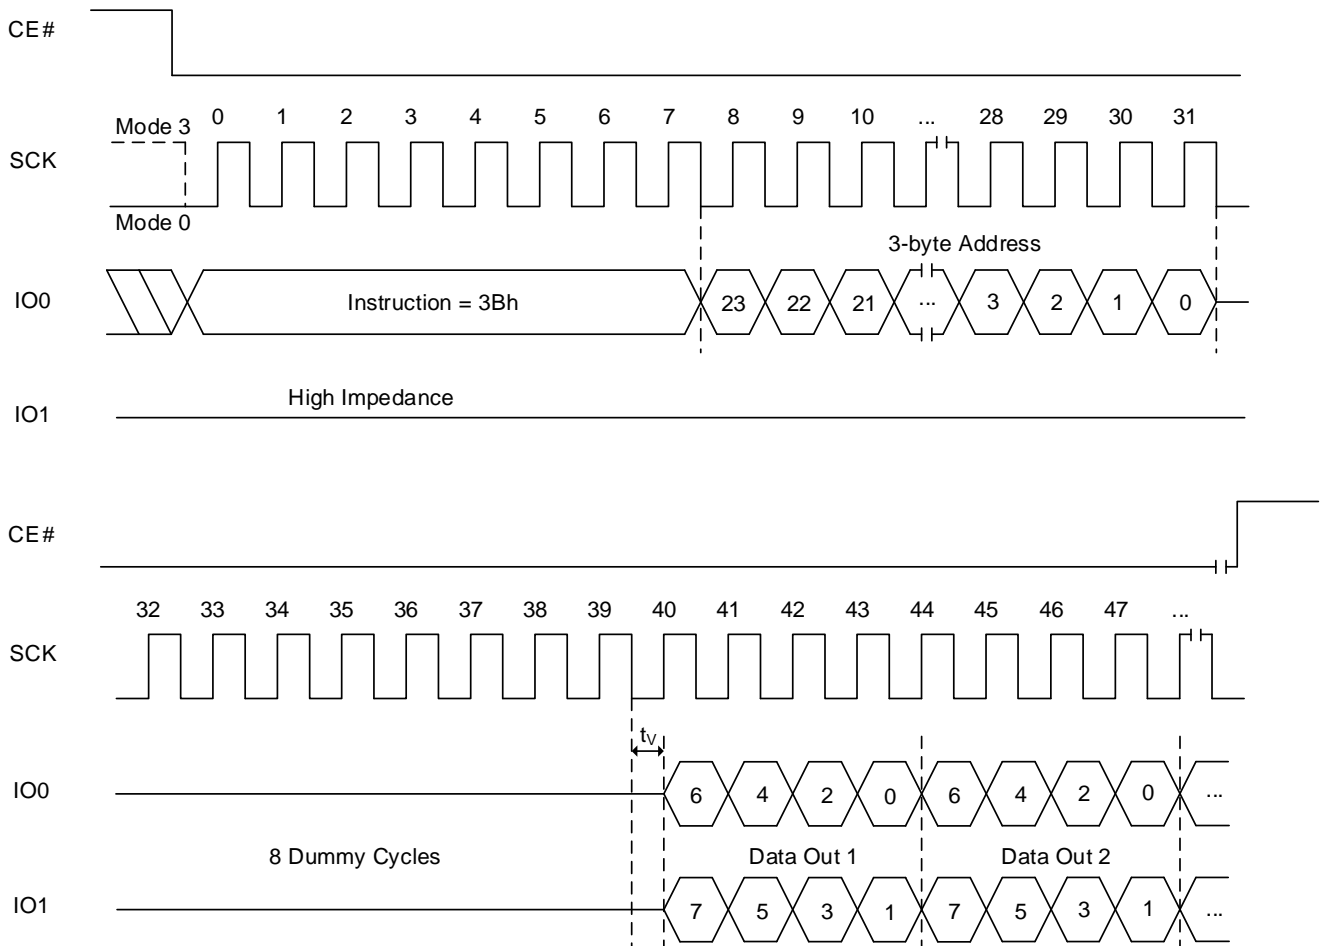 CE#
0 1 2 3 4 5 6 7 8 9 10 ... 28 29 30 31
Mode 3
SCK
Mode 0
3-byte Address
IO0 Instruction = 3Bh 23 22 21 ... 3 2 1 0
High Impedance
IO1
CE#
32 33 34 35 36 37 38 39 40 41 42 43 44 45 46 47 ...
SCK
tV
IO0 6 4 2 0 6 4 2 0 ...
8 Dummy Cycles Data Out 1 Data Out 2
IO1 7 5 3 1 7 5 3 1 ...